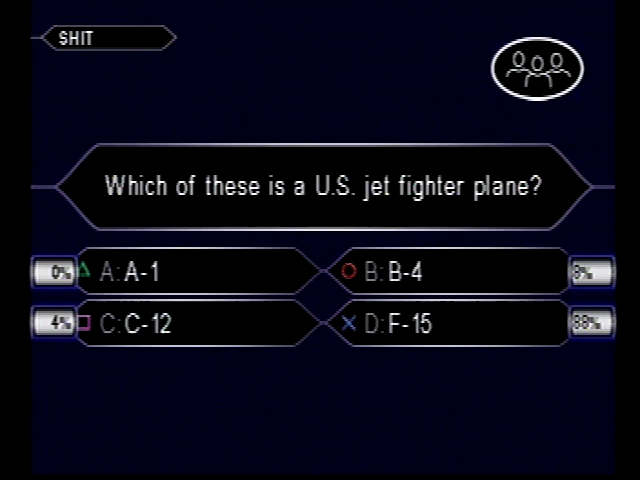 SHIT
Which of these is a U.S. jet fighter plane?
0% A: A-1
B: B-4 8%
4% C: C-12
D: F-15 88%